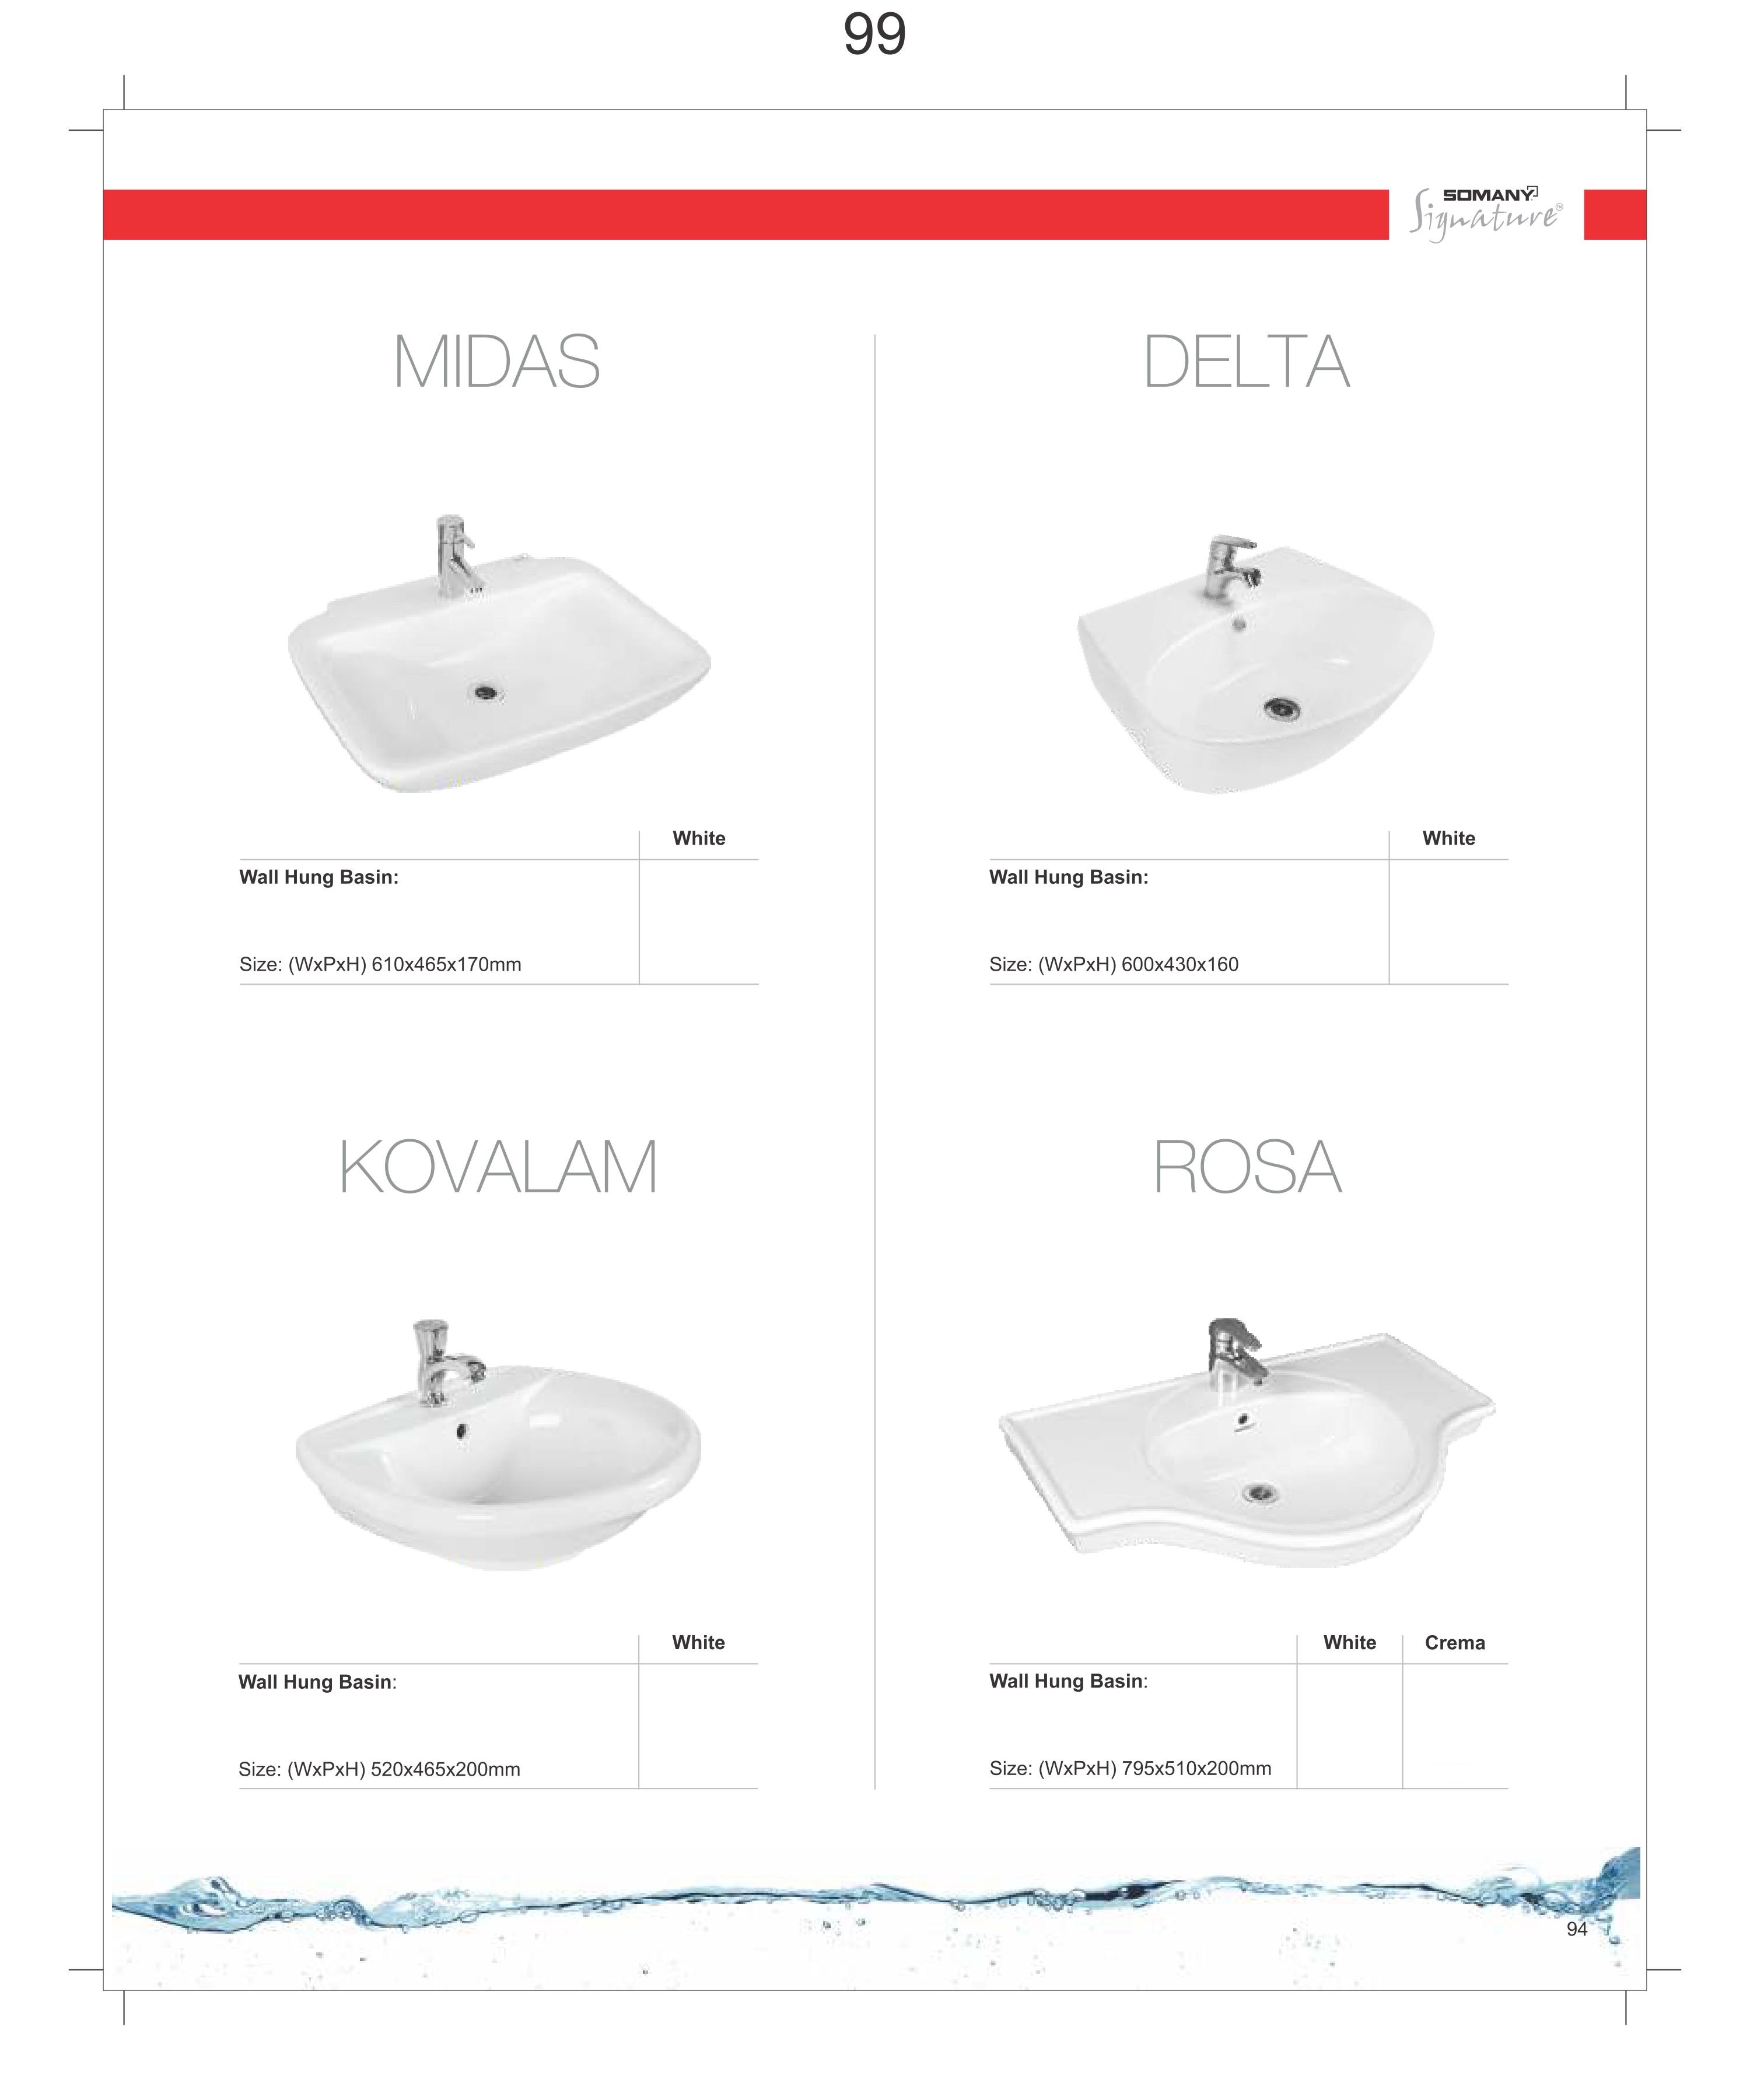 99
SOMANY
Signature
MIDAS
White
Wall Hung Basin:
Size: (WxPxH) 610x465x170mm
DELTA
White
Wall Hung Basin:
Size: (WxPxH) 600x430x160
KOVALAM
White
Wall Hung Basin:
Size: (WxPxH) 520x465x200mm
ROSA
White Crema
Wall Hung Basin:
Size: (WxPxH) 795x510x200mm
94